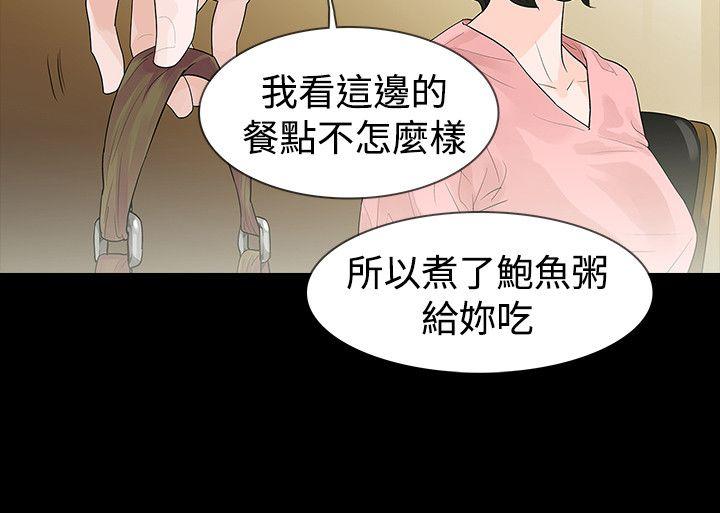 我看這邊的
餐點不怎麼樣
所以煮了鮑魚粥
給妳吃